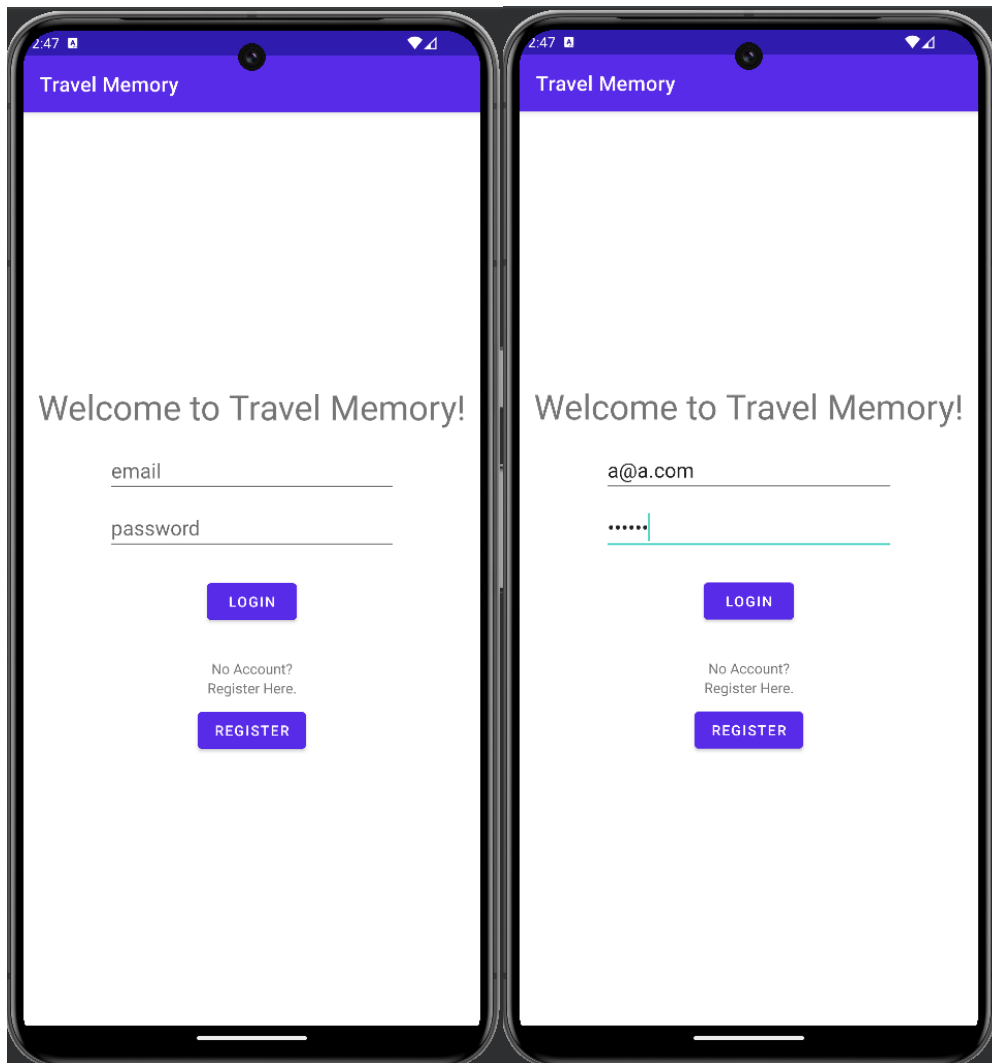 2:47
Travel Memory
Welcome to Travel Memory!
email
password
LOGIN
No Account?
Register Here.
REGISTER
2:47
Travel Memory
Welcome to Travel Memory!
a@a.com
••••••
LOGIN
No Account?
Register Here.
REGISTER